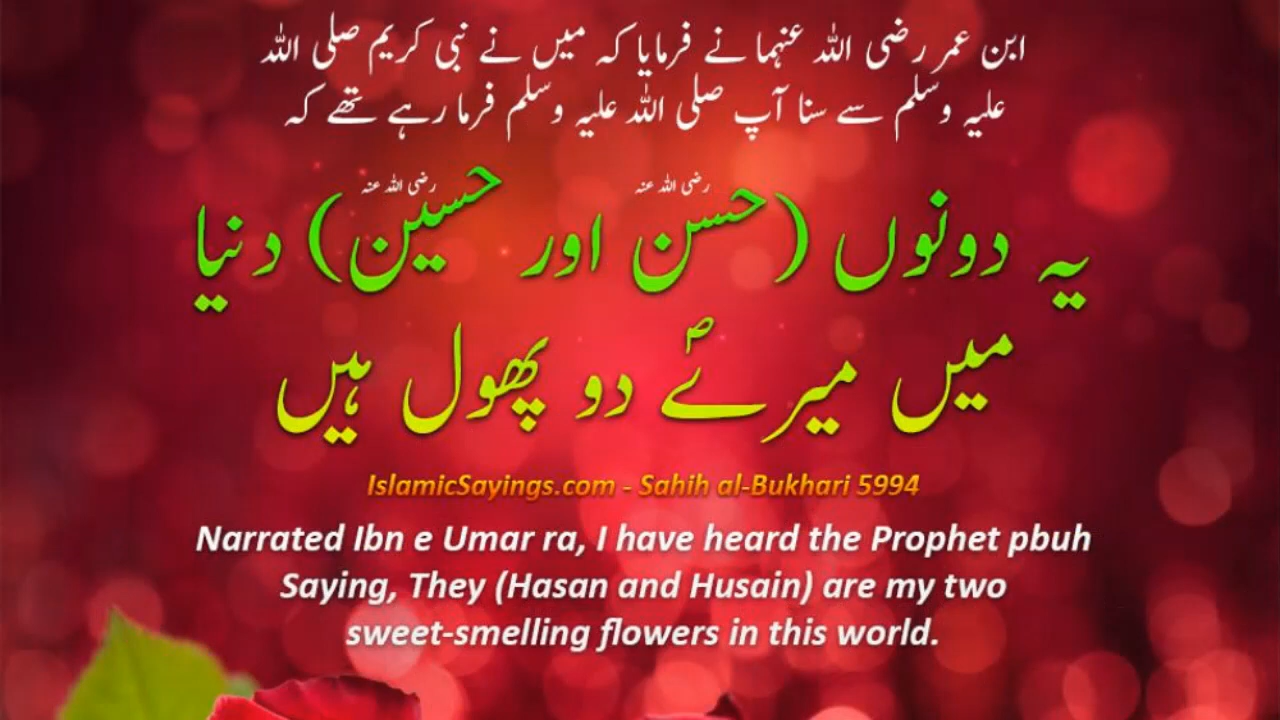 ابن عمر رضی اللہ عنہما نے فرمایا کہ میں نے نبی کریم صلی اللہ
علیہ وسلم سے سنا آپ صلی اللہ علیہ وسلم فرما رہے تھے کہ
یہ دونوں (حسن رضی اللہ عنہ اور حسین رضی اللہ عنہ) دنیا
میں میرےؐ دو پھول ہیں
IslamicSayings.com - Sahih al-Bukhari 5994
Narrated Ibn e Umar ra, I have heard the Prophet pbuh
Saying, They (Hasan and Husain) are my two
sweet-smelling flowers in this world.